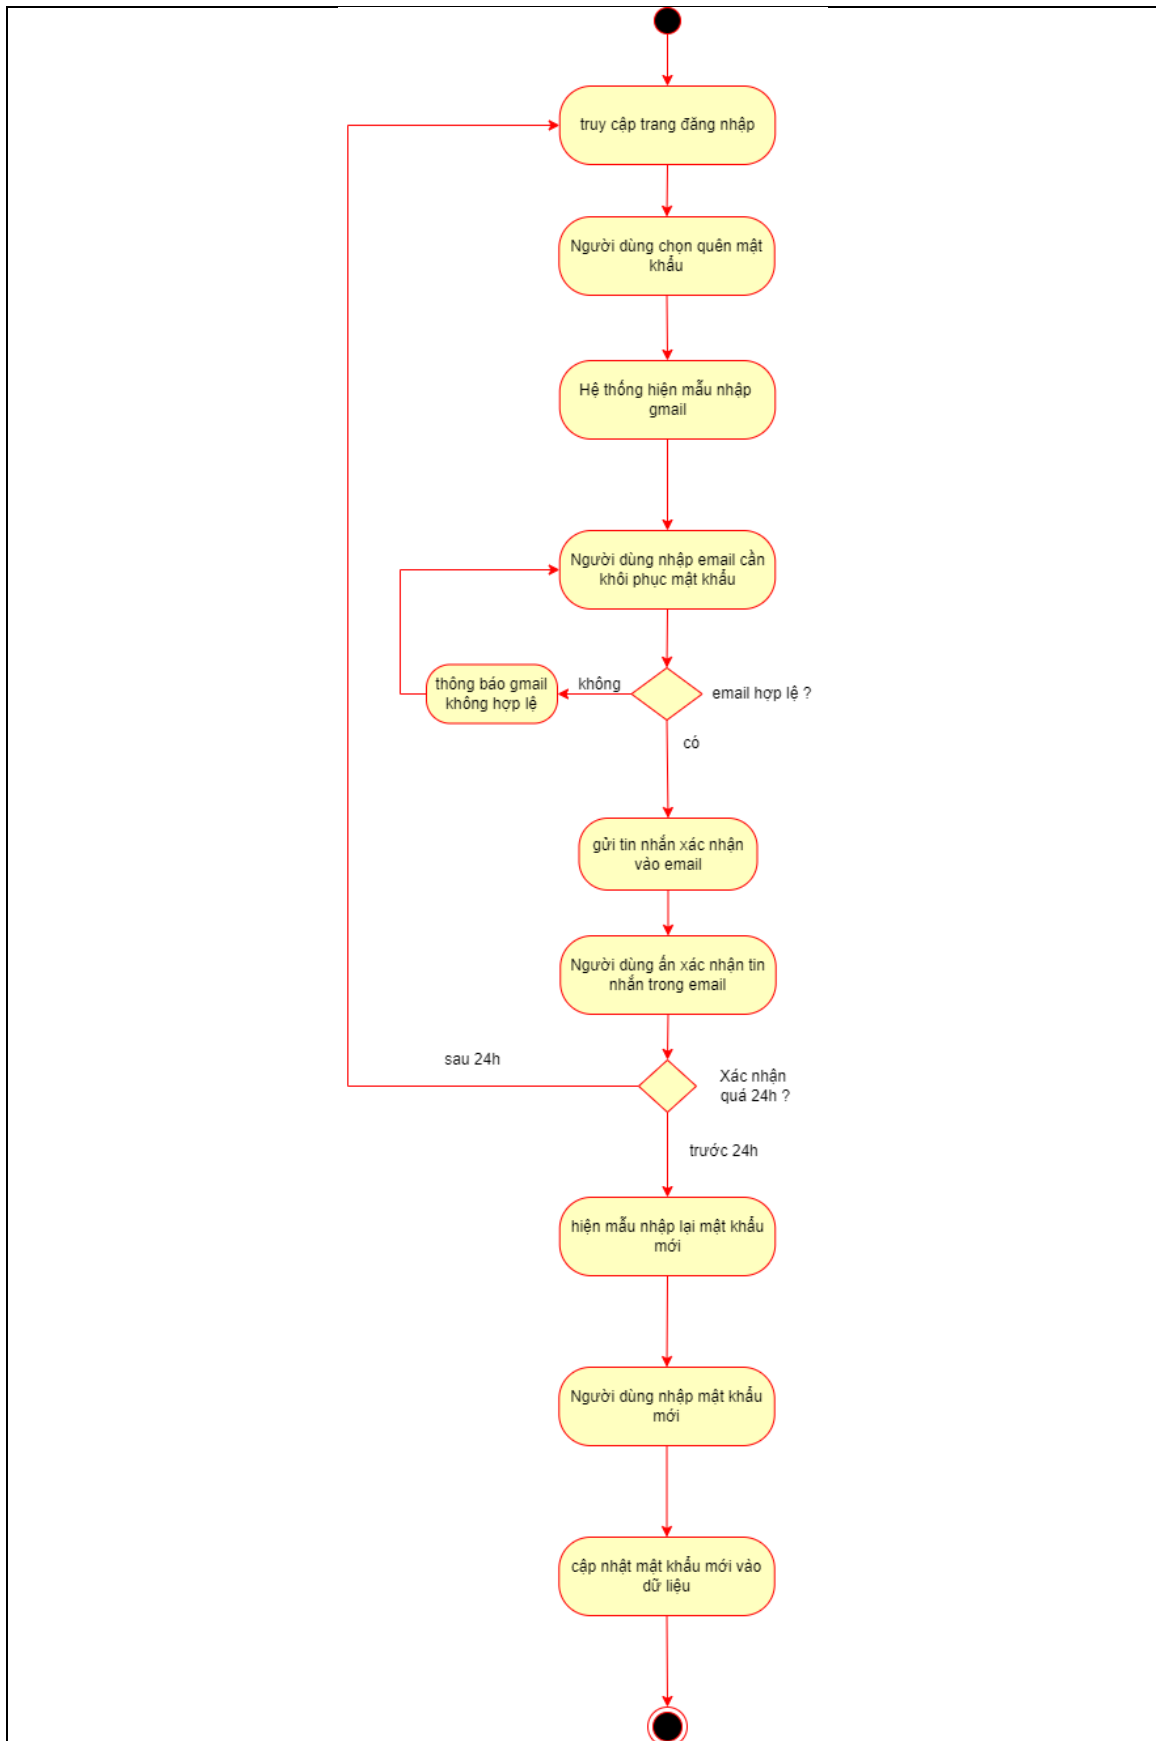 truy cập trang đăng nhập
Người dùng chọn quên mật
khẩu
Hệ thống hiện mẫu nhập
gmail
Người dùng nhập email cần
khôi phục mật khẩu
thông báo gmail
không hợp lệ
không
email hợp lệ ?
có
gửi tin nhắn xác nhận
vào email
Người dùng ấn xác nhận tin
nhắn trong email
sau 24h
Xác nhận
quá 24h ?
trước 24h
hiện mẫu nhập lại mật khẩu
mới
Người dùng nhập mật khẩu
mới
cập nhật mật khẩu mới vào
dữ liệu